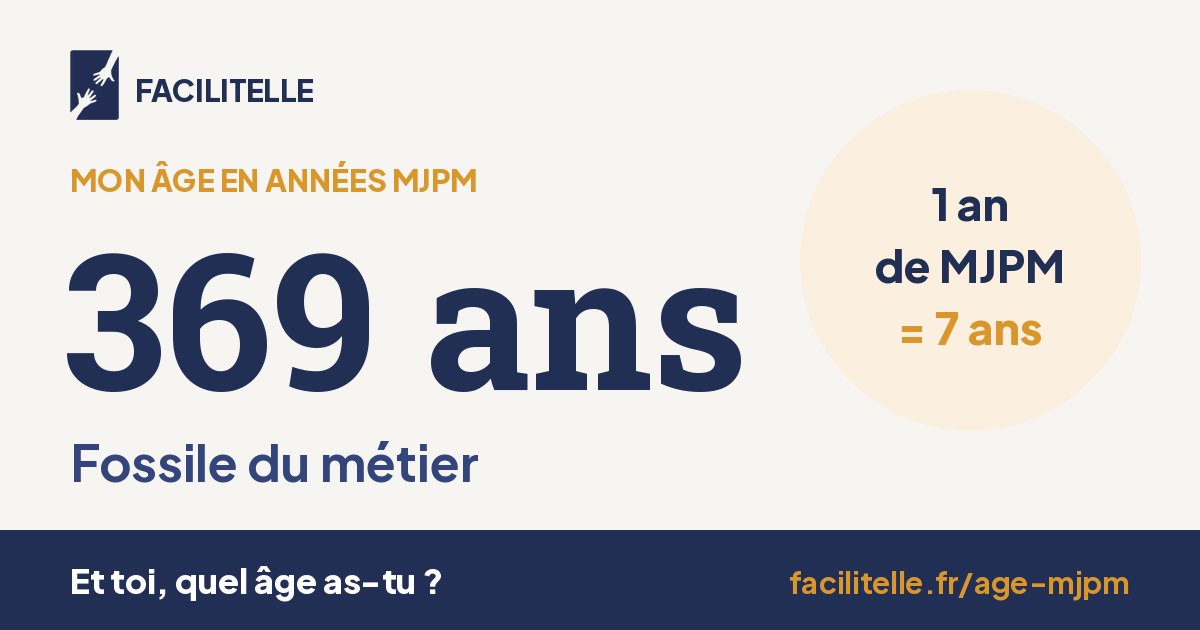 FACILITELLE
MON ÂGE EN ANNÉES MJPM
369 ans
Fossile du métier
1 an
de MJPM
= 7 ans
Et toi, quel âge as-tu ?
facilitelle.fr/age-mjpm